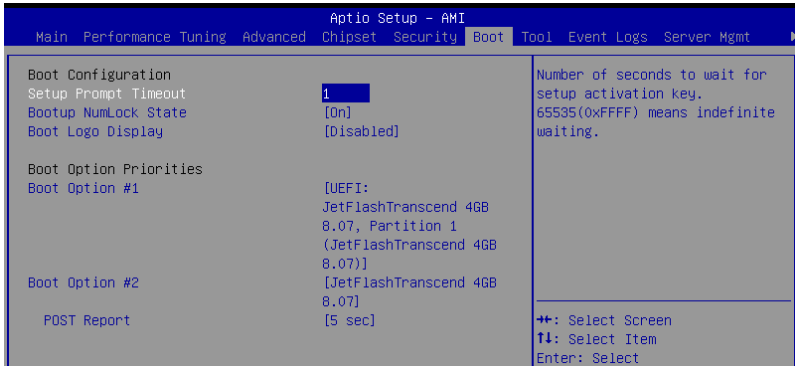 Aptio Setup - AMI
Main Performance Tuning Advanced Chipset Security Boot Tool Event Logs Server Mgmt
Boot Configuration
Setup Prompt Timeout 1
Bootup NumLock State [On]
Boot Logo Display [Disabled]
Boot Option Priorities
Boot Option #1 [UEFI:
JetFlashTranscend 4GB
8.07, Partition 1
(JetFlashTranscend 4GB
8.07)]
Boot Option #2 [JetFlashTranscend 4GB
8.07]
POST Report [5 sec]
Number of seconds to wait for
setup activation key.
65535(0xFFFF) means indefinite
waiting.
→←: Select Screen
↑↓: Select Item
Enter: Select